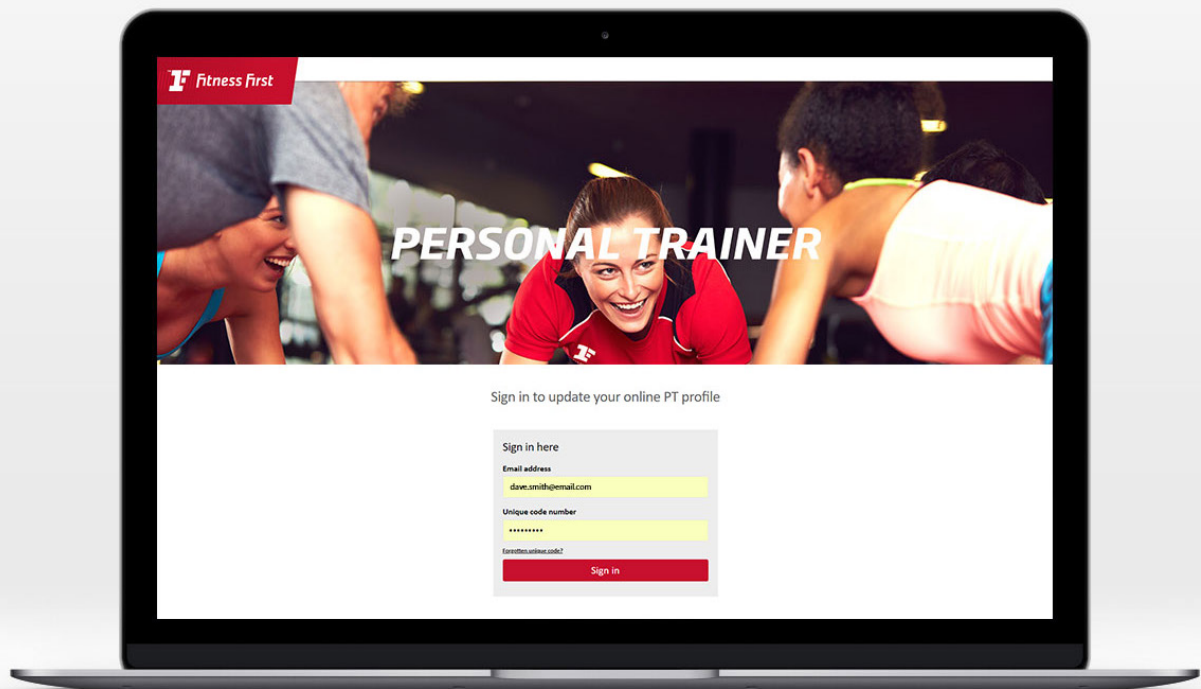 Fitness First
PERSONAL TRAINER
Sign in to update your online PT profile
Sign in here
Email address
dave.smith@email.com
Unique code number
•••••••••
Forgotten unique code?
Sign in